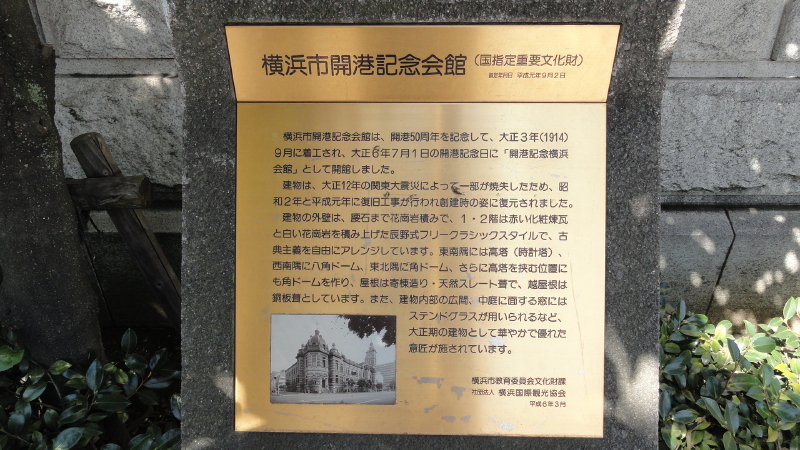 横浜市開港記念会館(国指定重要文化財)
指定年月日 平成元年9月2日
横浜市開港記念会館は、開港50周年を記念して、大正3年(1914)
9月に着工され、大正6年7月1日の開港記念日に「開港記念横浜
会館」として開館しました。
建物は、大正12年の関東大震災によって一部が焼失したため、昭
和2年と平成元年に復旧工事が行われ創建時の姿に復元されました。
建物の外壁は、腰石まで花崗岩積みで、1・2階は赤い化粧煉瓦
と白い花崗岩を積み上げた辰野式フリークラシックスタイルで、古
典主義を自由にアレンジしています。東南隅には高塔(時計塔)、
西南隅に八角ドーム、東北隅に角ドーム、さらに高塔を挟む位置に
も角ドームを作り、屋根は寄棟造り・天然スレート葺で、越屋根は
銅板葺としています。また、建物内部の広間、中庭に面する窓には
ステンドグラスが用いられるなど、
大正期の建物として華やかで優れた
意匠が施されています。
横浜市教育委員会文化財課
社団法人 横浜国際観光協会
平成6年3月